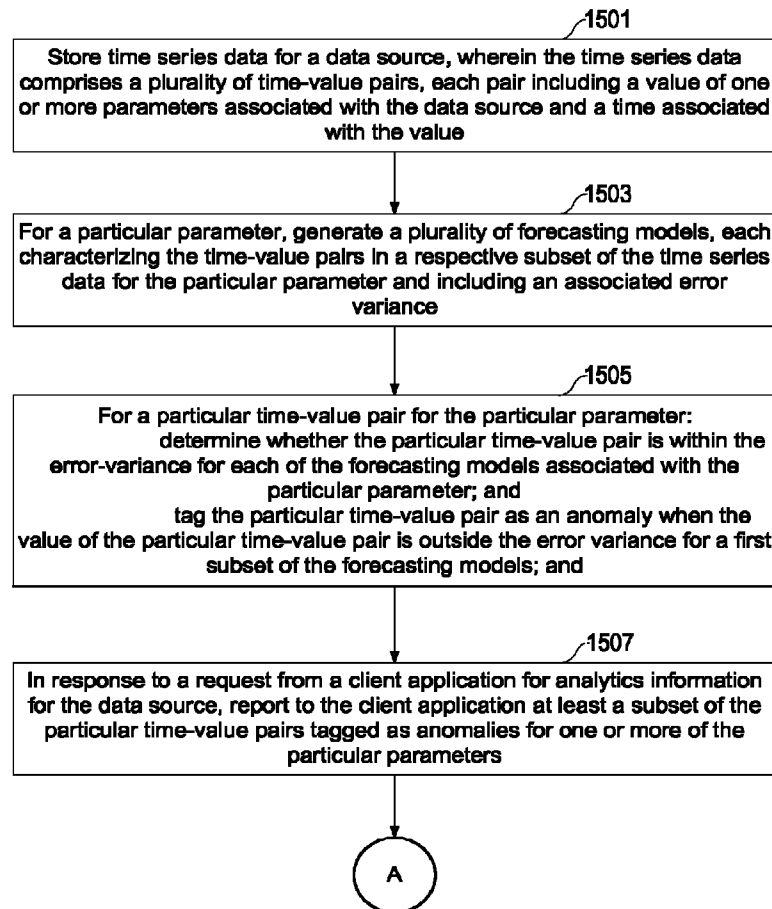 1501
Store time series data for a data source, wherein the time series data
comprises a plurality of time-value pairs, each pair including a value of one
or more parameters associated with the data source and a time associated
with the value
1503
For a particular parameter, generate a plurality of forecasting models, each
characterizing the time-value pairs in a respective subset of the time series
data for the particular parameter and including an associated error
variance
1505
For a particular time-value pair for the particular parameter:
determine whether the particular time-value pair is within the
error-variance for each of the forecasting models associated with the
particular parameter; and
tag the particular time-value pair as an anomaly when the
value of the particular time-value pair is outside the error variance for a first
subset of the forecasting models; and
1507
In response to a request from a client application for analytics information
for the data source, report to the client application at least a subset of the
particular time-value pairs tagged as anomalies for one or more of the
particular parameters
A